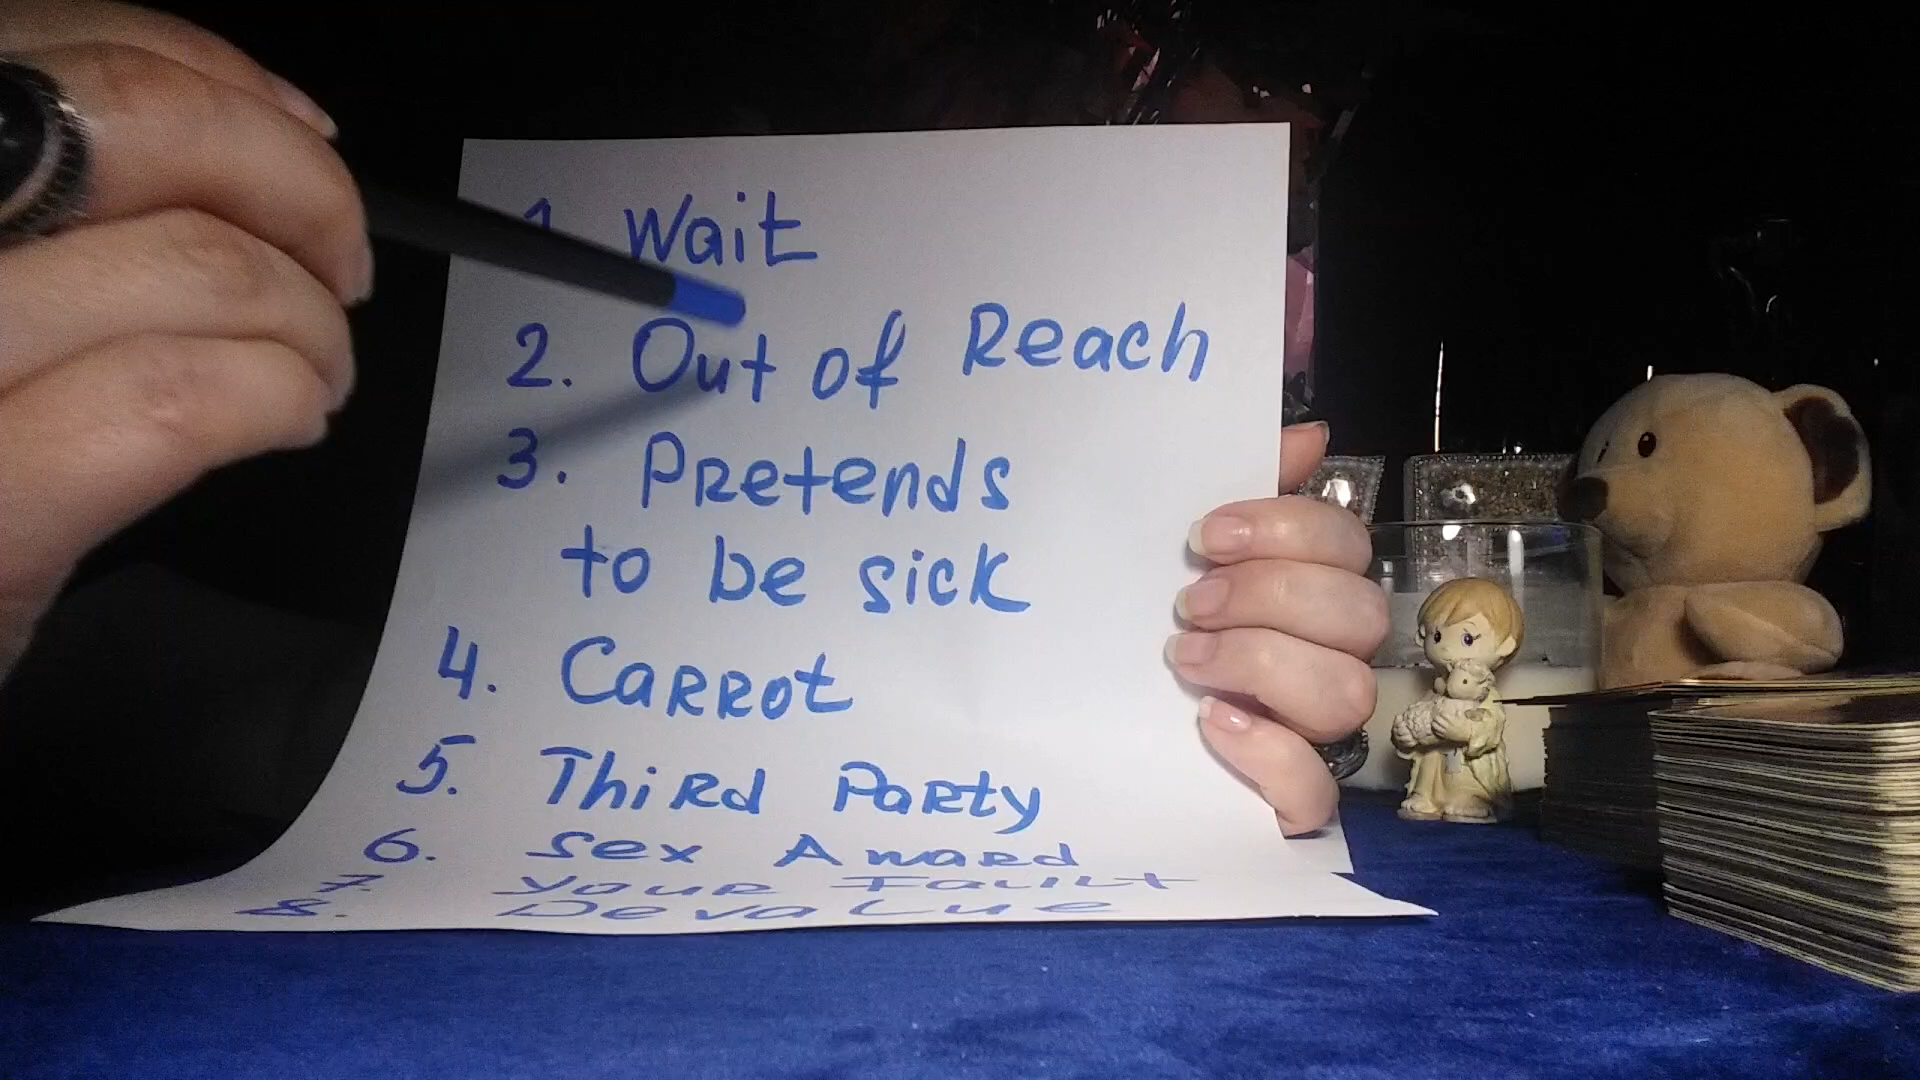 1. Wait
2. Out of Reach
3. Pretends
to be sick
4. Carrot
5. Third Party
6. Sex Award
7. Your Fault
8. Devalue